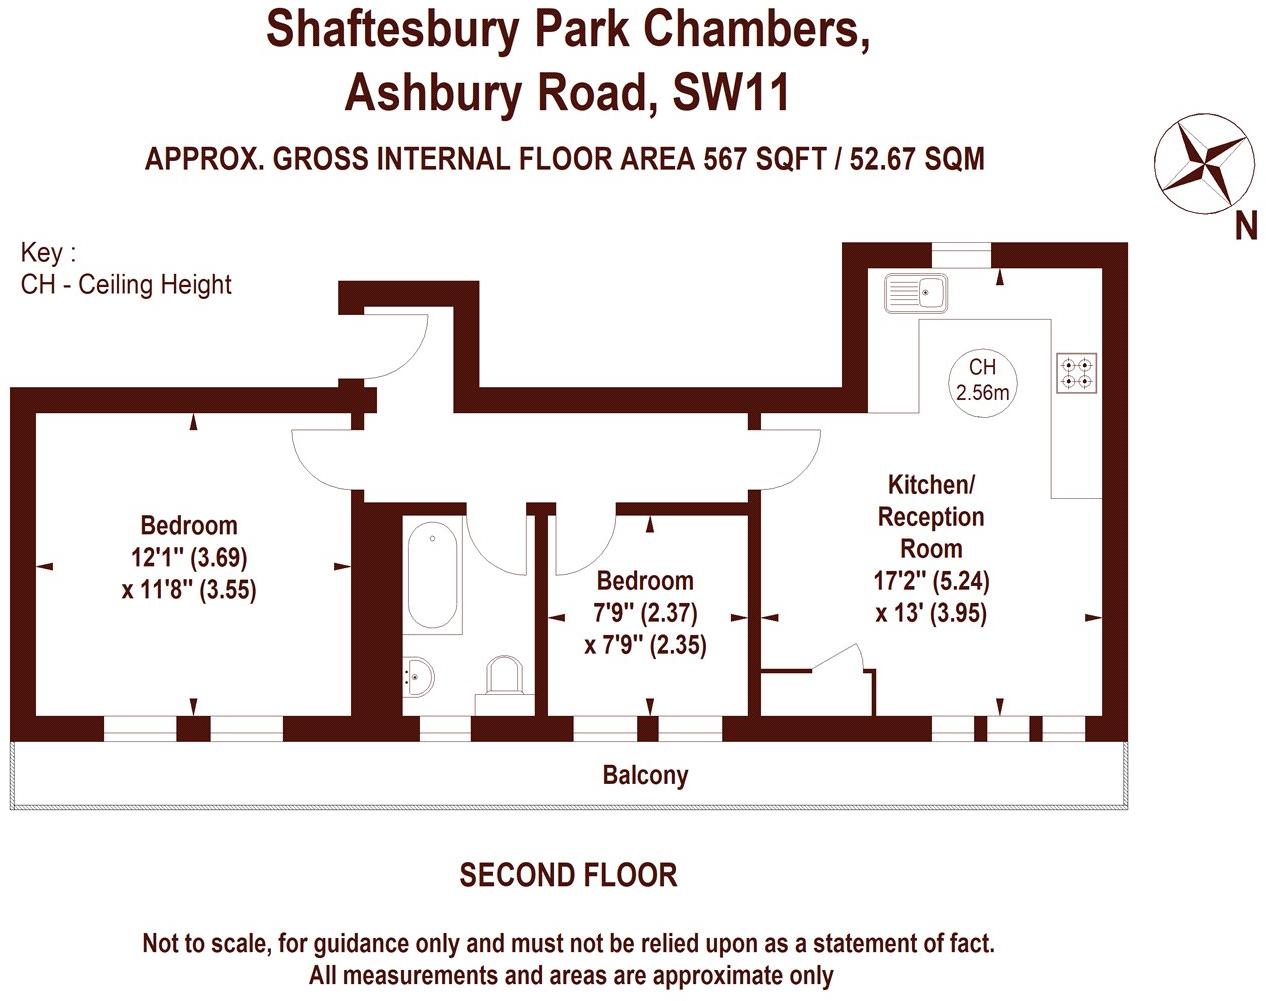 Shaftesbury Park Chambers,
Ashbury Road, SW11
APPROX. GROSS INTERNAL FLOOR AREA 567 SQFT / 52.67 SQM
N
Key :
CH - Ceiling Height
CH
2.56m
Bedroom
12'1" (3.69)
x 11'8" (3.55)
Bedroom
7'9" (2.37)
x 7'9" (2.35)
Kitchen/
Reception
Room
17'2" (5.24)
x 13' (3.95)
Balcony
SECOND FLOOR
Not to scale, for guidance only and must not be relied upon as a statement of fact.
All measurements and areas are approximate only